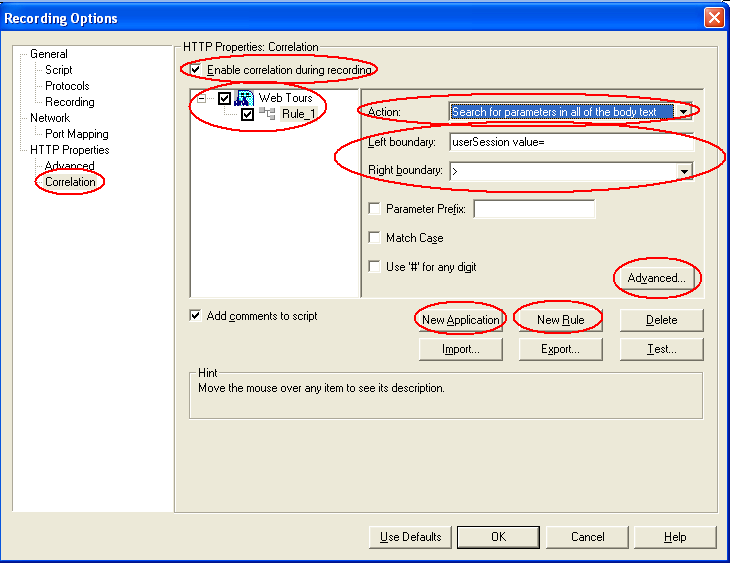 Recording Options
General
Script
Protocols
Recording
Network
Port Mapping
HTTP Properties
Advanced
Correlation
HTTP Properties: Correlation
Enable correlation during recording
Web Tours
Rule_1
Action: Search for parameters in all of the body text
Left boundary: userSession value=
Right boundary: >
Parameter Prefix:
Match Case
Use '#' for any digit
Advanced...
Add comments to script
New Application New Rule Delete
Import... Export... Test...
Hint
Move the mouse over any item to see its description.
Use Defaults OK Cancel Help